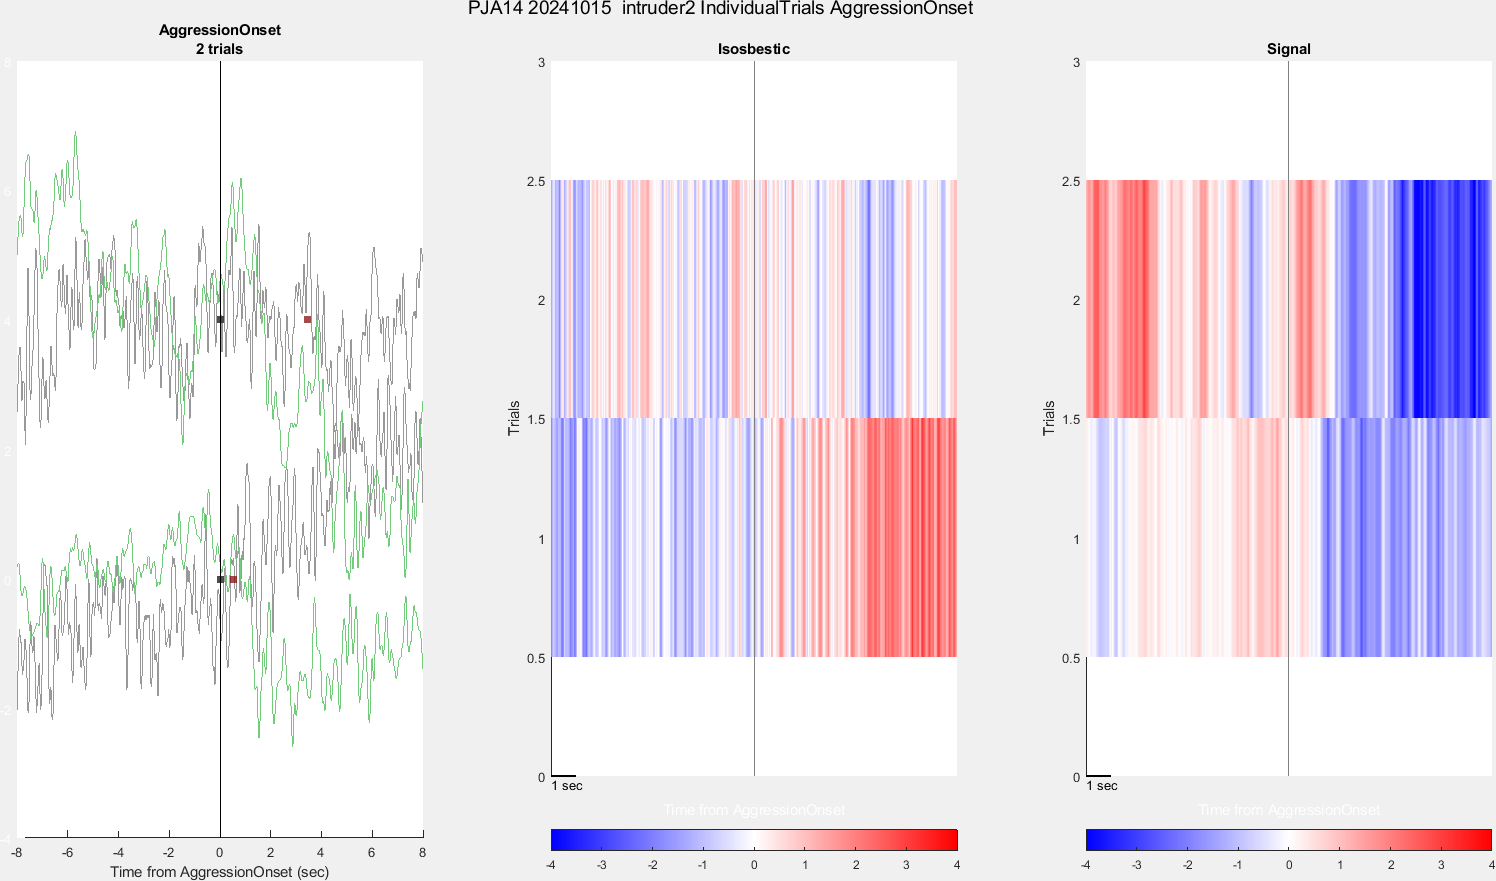 PJA14 20241015  intruder2 IndividualTrials AggressionOnset
AggressionOnset
2 trials
8
6
4
2
0
-2
-4
-8 -6 -4 -2 0 2 4 6 8
Time from AggressionOnset (sec)
Isosbestic
3
2.5
2
1.5
1
0.5
0
Trials
1 sec
Time from AggressionOnset
-4 -3 -2 -1 0 1 2 3 4
Signal
3
2.5
2
1.5
1
0.5
0
Trials
1 sec
Time from AggressionOnset
-4 -3 -2 -1 0 1 2 3 4